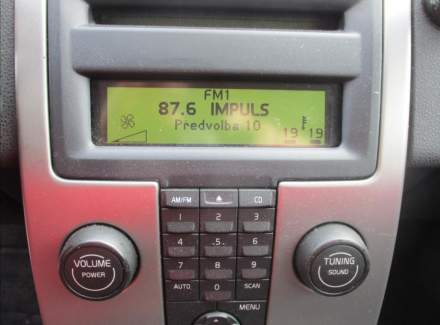 FM1
87.6 IMPULS
Predvolba 10
19 19
AM/FM CD
1 2 3
4 .5. 6
7 8 9
AUTO 0 SCAN
MENU
VOLUME
POWER
TUNING
SOUND